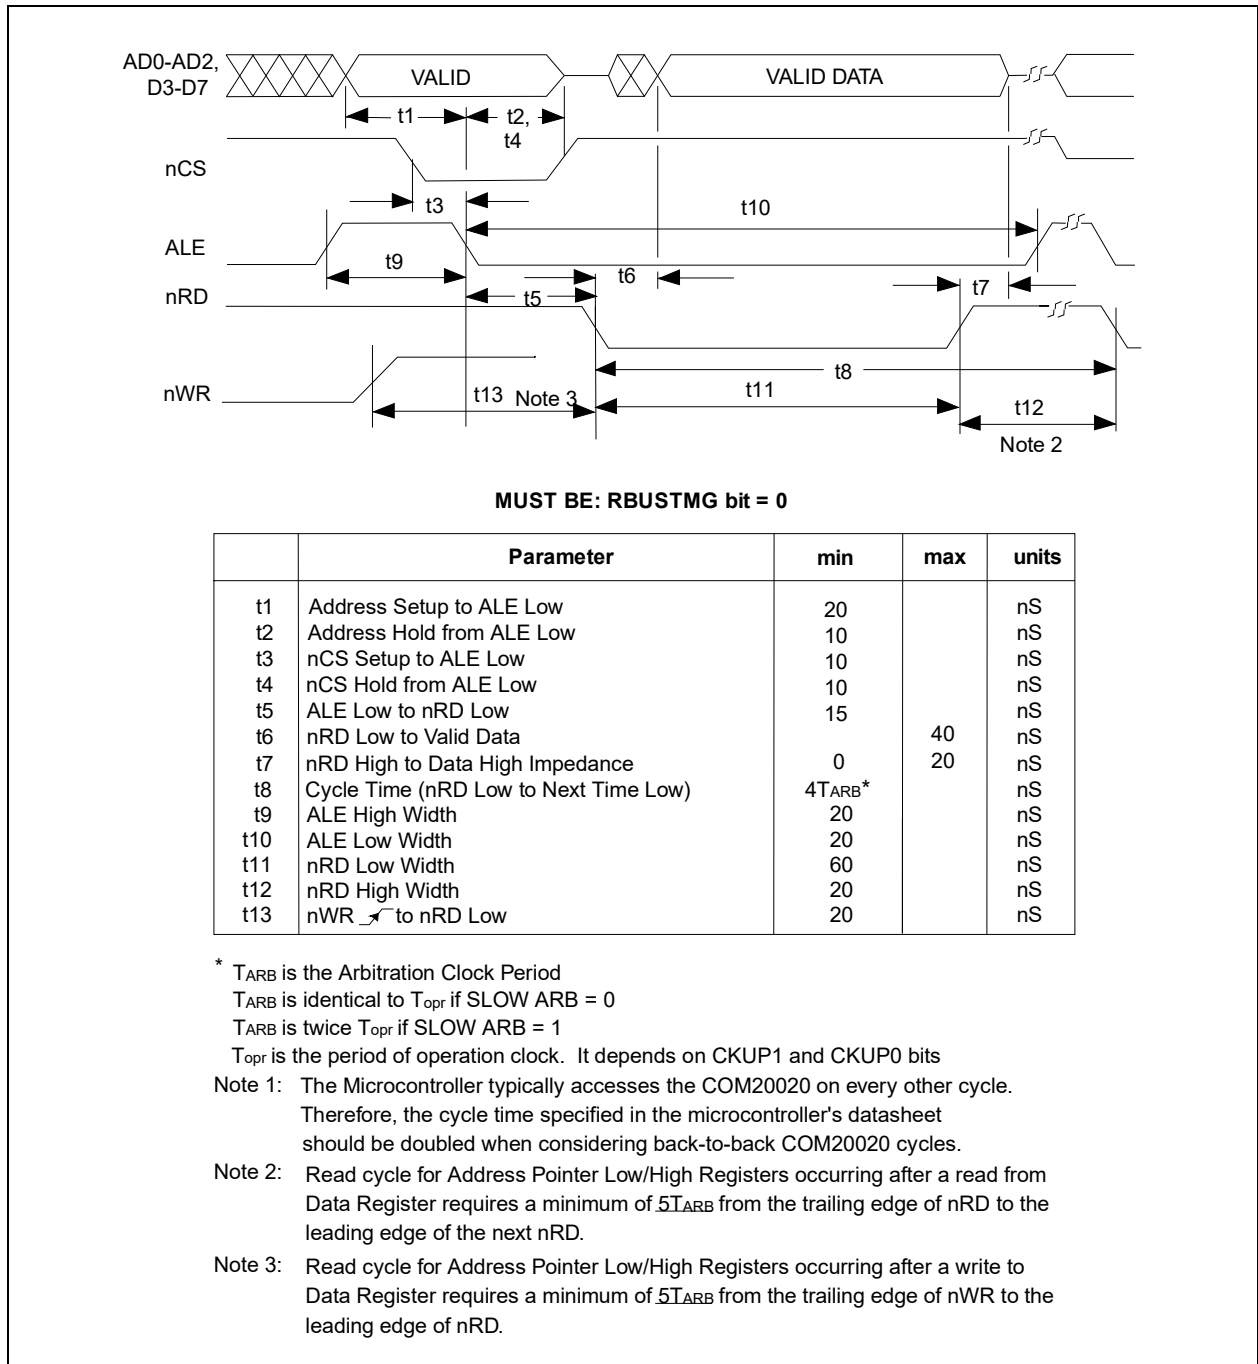 AD0-AD2,
D3-D7
VALID
VALID DATA
t1
t2,
t4
nCS
t3
t10
ALE
t9
t6
nRD
t5
t7
t8
nWR
t13 Note 3
t11
t12
Note 2
MUST BE: RBUSTMG bit = 0
Parameter min max units
t1 Address Setup to ALE Low 20 nS
t2 Address Hold from ALE Low 10 nS
t3 nCS Setup to ALE Low 10 nS
t4 nCS Hold from ALE Low 10 nS
t5 ALE Low to nRD Low 15 nS
t6 nRD Low to Valid Data 40 nS
t7 nRD High to Data High Impedance 0 20 nS
t8 Cycle Time (nRD Low to Next Time Low) 4TARB* nS
t9 ALE High Width 20 nS
t10 ALE Low Width 20 nS
t11 nRD Low Width 60 nS
t12 nRD High Width 20 nS
t13 nWR to nRD Low 20 nS
* TARB is the Arbitration Clock Period
TARB is identical to Topr if SLOW ARB = 0
TARB is twice Topr if SLOW ARB = 1
Topr is the period of operation clock. It depends on CKUP1 and CKUP0 bits
Note 1: The Microcontroller typically accesses the COM20020 on every other cycle.
Therefore, the cycle time specified in the microcontroller's datasheet
should be doubled when considering back-to-back COM20020 cycles.
Note 2: Read cycle for Address Pointer Low/High Registers occurring after a read from
Data Register requires a minimum of 5TARB from the trailing edge of nRD to the
leading edge of the next nRD.
Note 3: Read cycle for Address Pointer Low/High Registers occurring after a write to
Data Register requires a minimum of 5TARB from the trailing edge of nWR to the
leading edge of nRD.